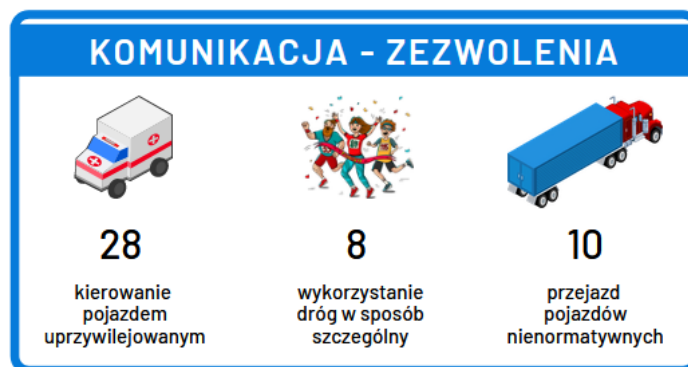 KOMUNIKACJA - ZEZWOLENIA
28
kierowanie
pojazdem
uprzywilejowanym
8
wykorzystanie
dróg w sposób
szczególny
10
przejazd
pojazdów
nienormatywnych